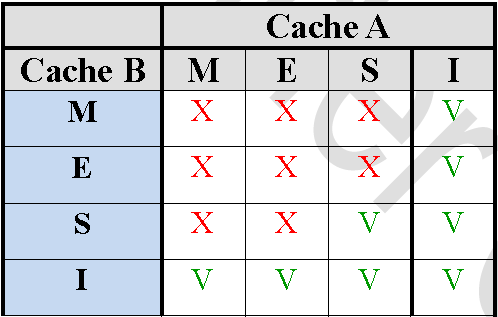 Cache A
Cache B M E S I
M X X X V
E X X X V
S X X V V
I V V V V